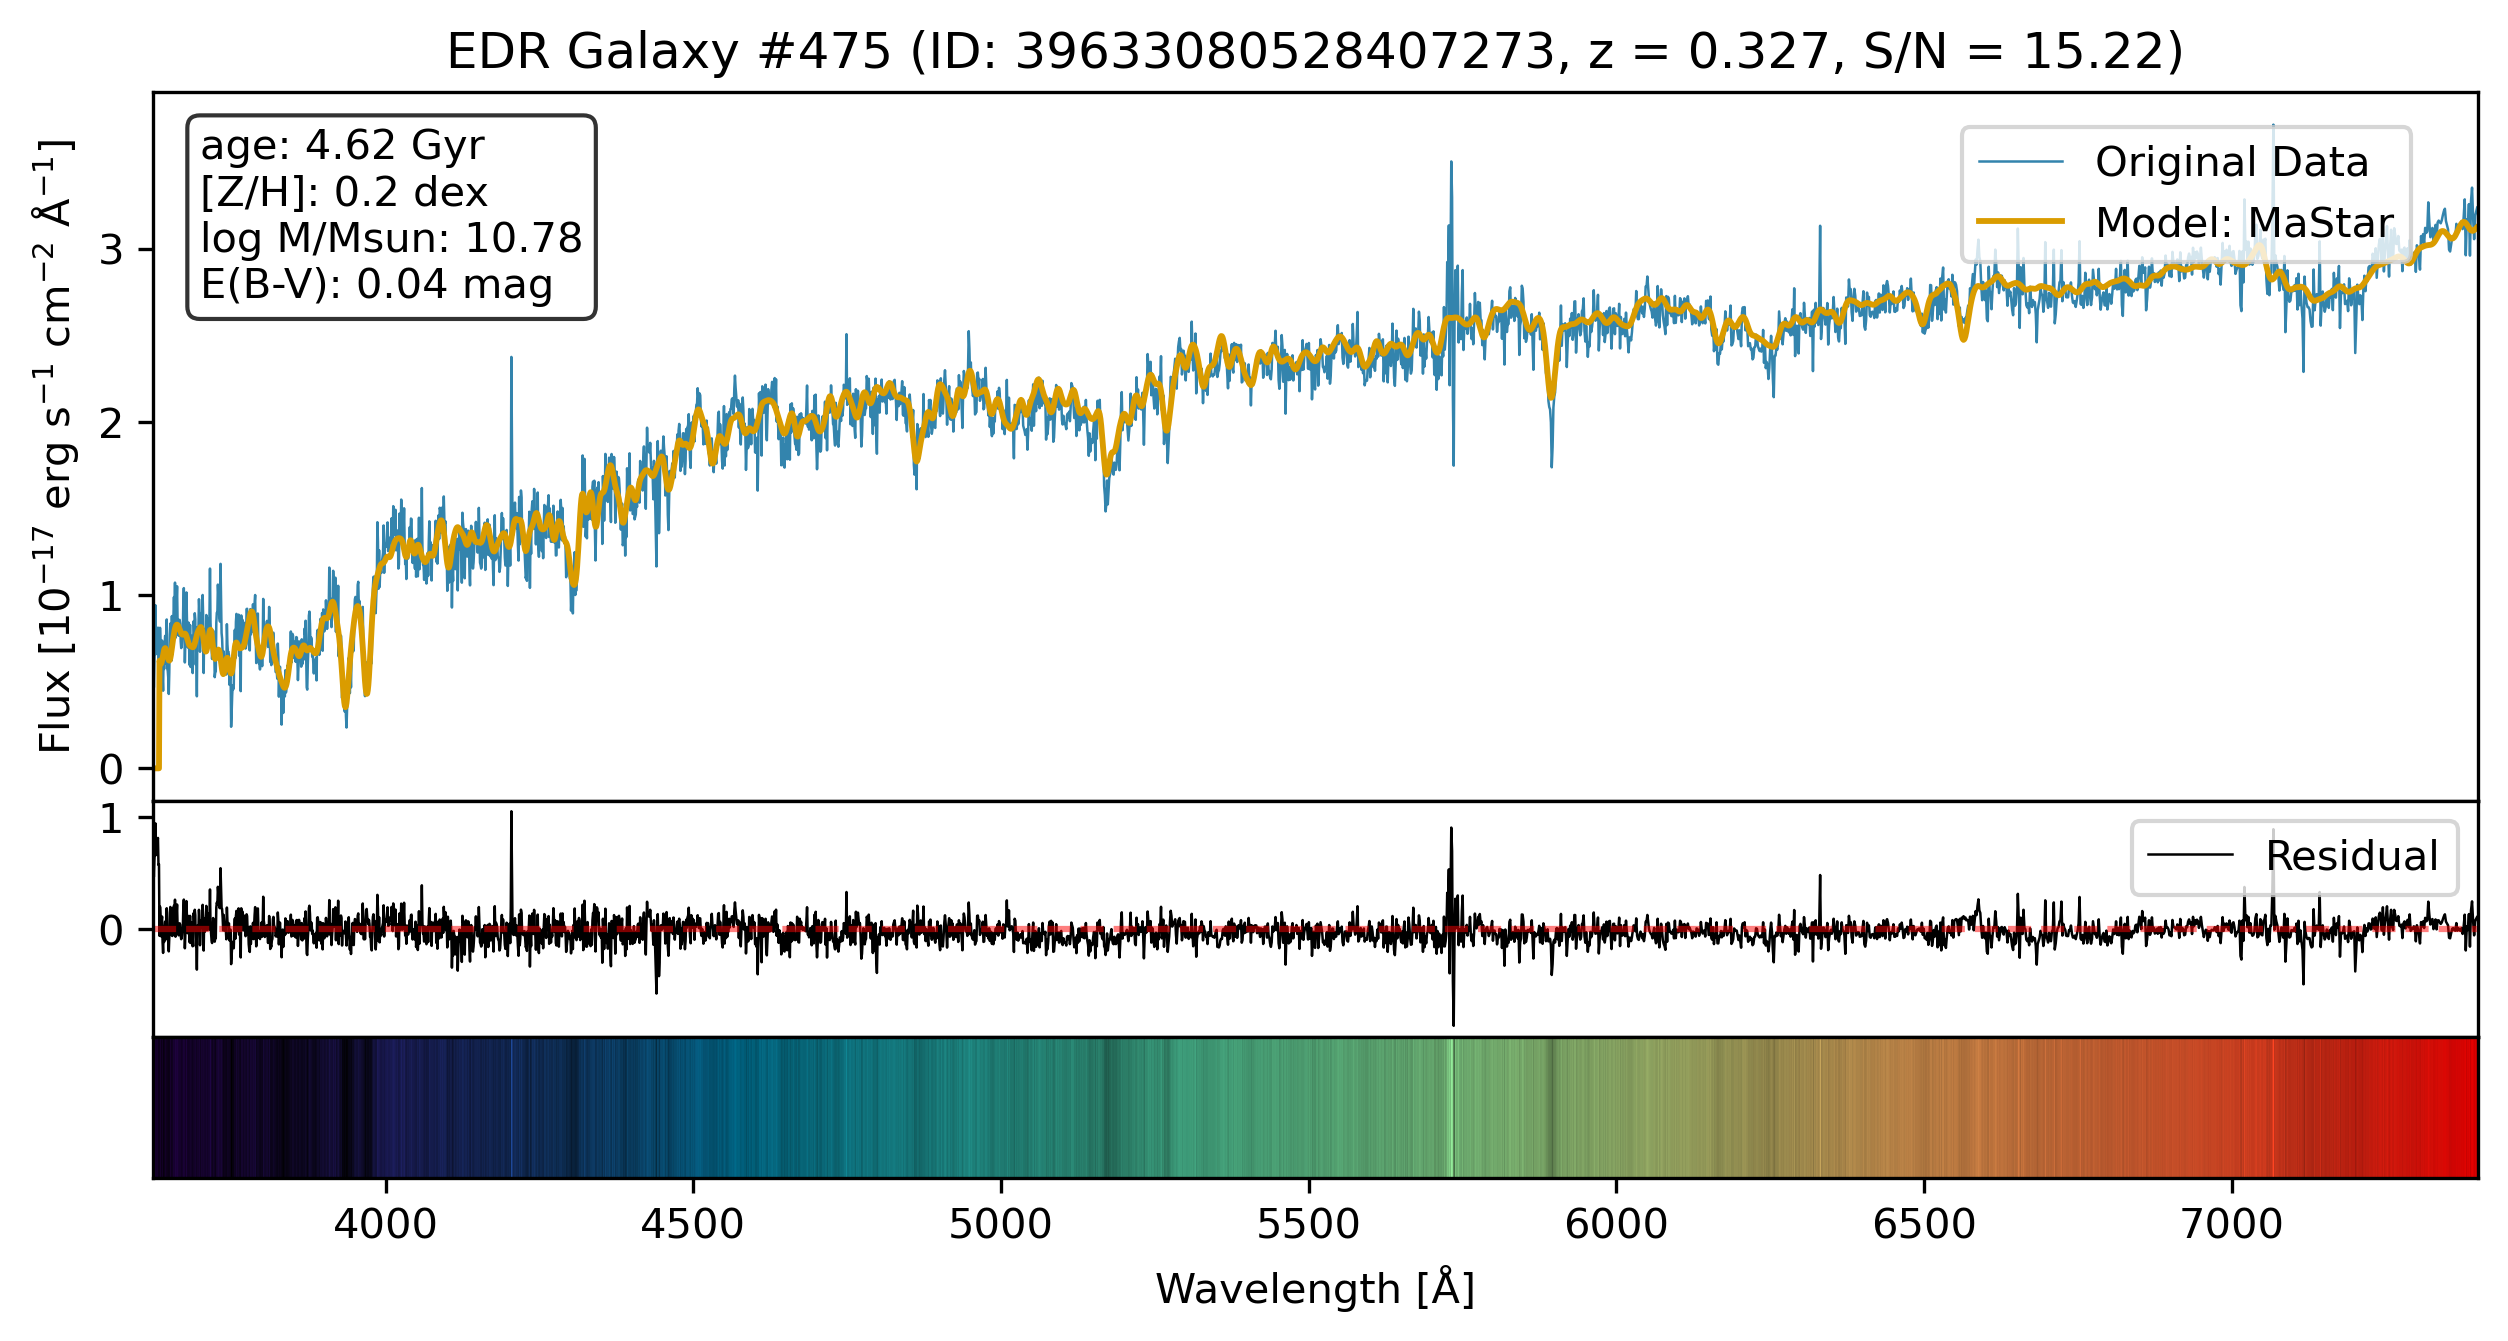 EDR Galaxy #475 (ID: 39633080528407273, z = 0.327, S/N = 15.22)
age: 4.62 Gyr
[Z/H]: 0.2 dex
log M/Msun: 10.78
E(B-V): 0.04 mag
Original Data
Model: MaStar
Flux [10⁻¹⁷ erg s⁻¹ cm⁻² Å⁻¹]
3
2
1
0
1
0
Residual
4000 4500 5000 5500 6000 6500 7000
Wavelength [Å]